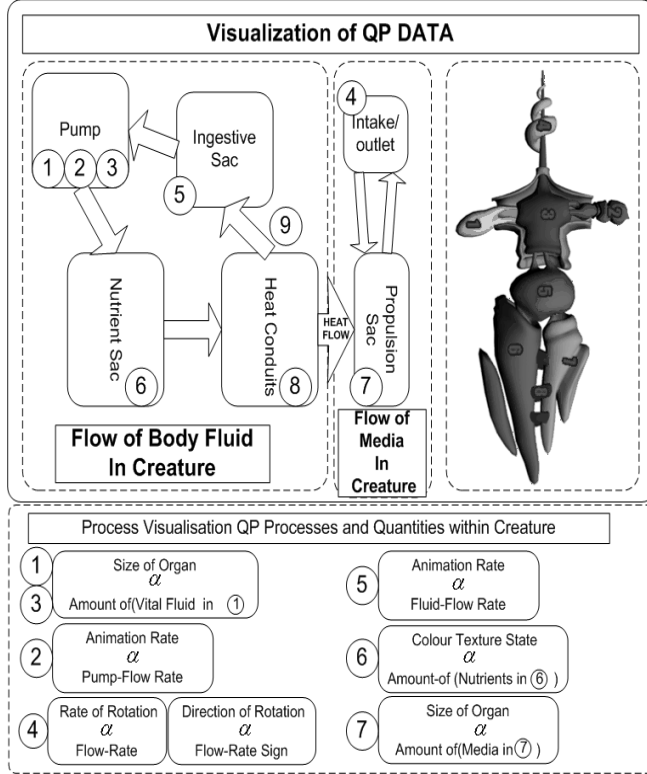 Visualization of QP DATA
Pump
1 2 3
Ingestive
Sac
5
9
Nutrient Sac
6
Heat Conduits
8
HEAT
FLOW
4
Intake/
outlet
Propulsion
Sac
7
Flow of Body Fluid
In Creature
Flow of
Media
In
Creature
Process Visualisation QP Processes and Quantities within Creature
1
3
Size of Organ
α
Amount of(Vital Fluid in 1
2
Animation Rate
α
Pump-Flow Rate
4
Rate of Rotation
α
Flow-Rate
Direction of Rotation
α
Flow-Rate Sign
5
Animation Rate
α
Fluid-Flow Rate
6
Colour Texture State
α
Amount-of (Nutrients in 6 )
7
Size of Organ
α
Amount of(Media in 7 )